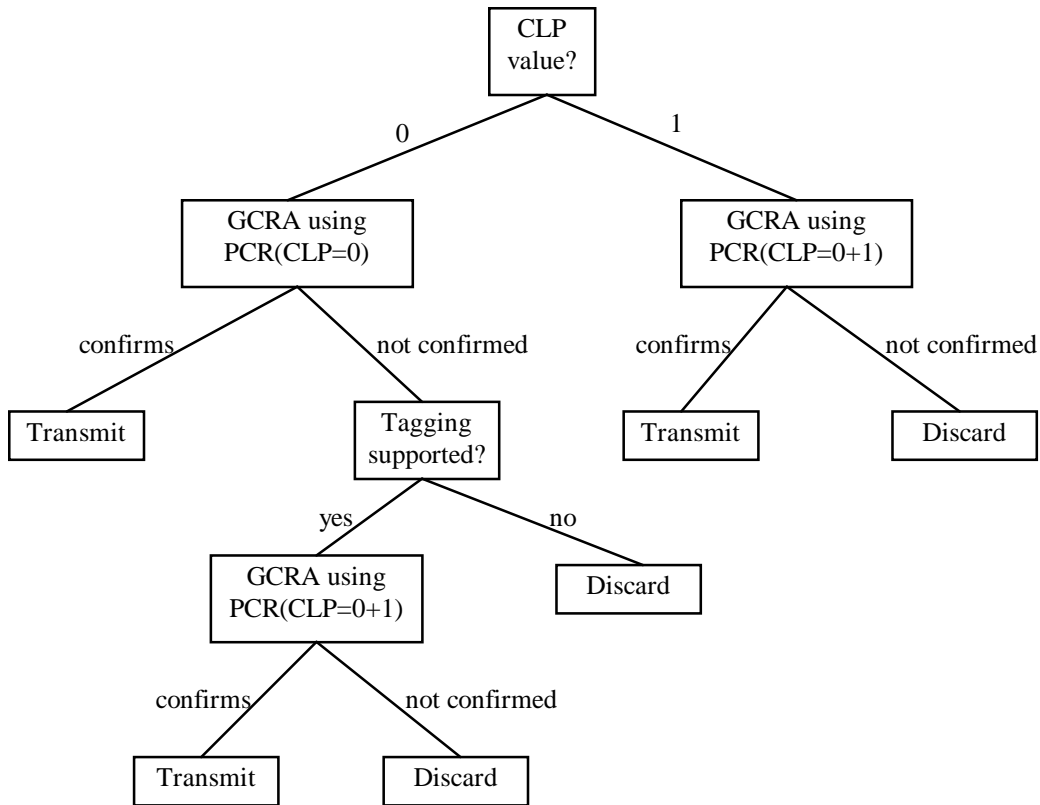 CLP
value?
0
1
GCRA using
PCR(CLP=0)
GCRA using
PCR(CLP=0+1)
confirms
not confirmed
confirms
not confirmed
Transmit
Tagging
supported?
Transmit
Discard
yes
no
GCRA using
PCR(CLP=0+1)
Discard
confirms
not confirmed
Transmit
Discard